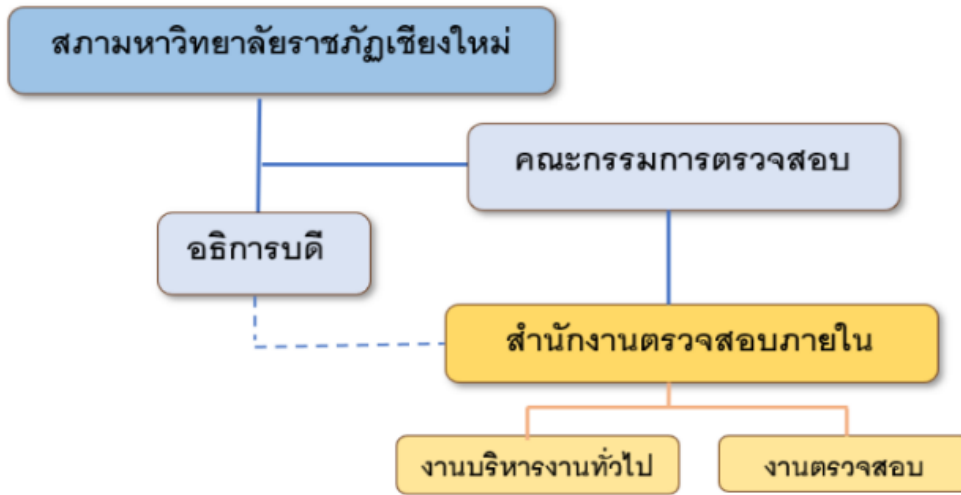 สภามหาวิทยาลัยราชภัฏเชียงใหม่
คณะกรรมการตรวจสอบ
อธิการบดี
สำนักงานตรวจสอบภายใน
งานบริหารงานทั่วไป
งานตรวจสอบ